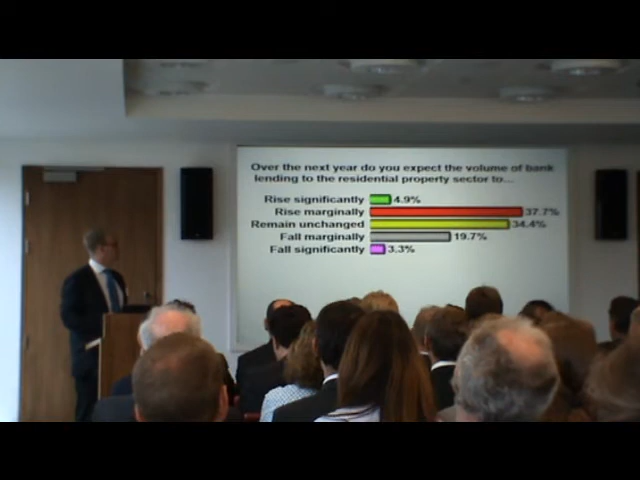 Over the next year do you expect the volume of bank
lending to the residential property sector to...
Rise significantly 4.9%
Rise marginally 37.7%
Remain unchanged 34.4%
Fall marginally 19.7%
Fall significantly 3.3%